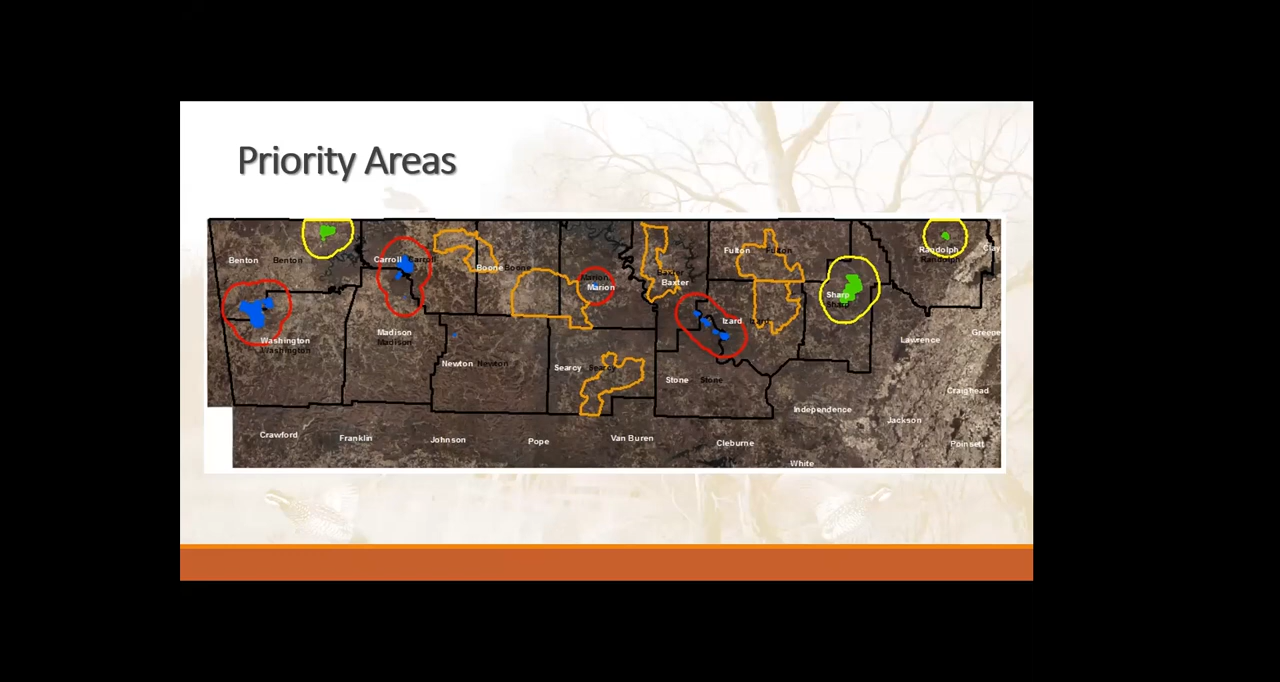 Priority Areas
Fulton Fulton Randolph Clay
Benton Benton Carroll Carroll Randolph
Boone Boone Marion Baxter
Marion Baxter
Sharp
Sharp
Izard Izard
Washington Madison Lawrence Greene
Washington Madison
Newton Newton Searcy Searcy
Stone Stone
Craighead
Independence
Jackson
Crawford Franklin Johnson Pope Van Buren Cleburne Poinsett
White